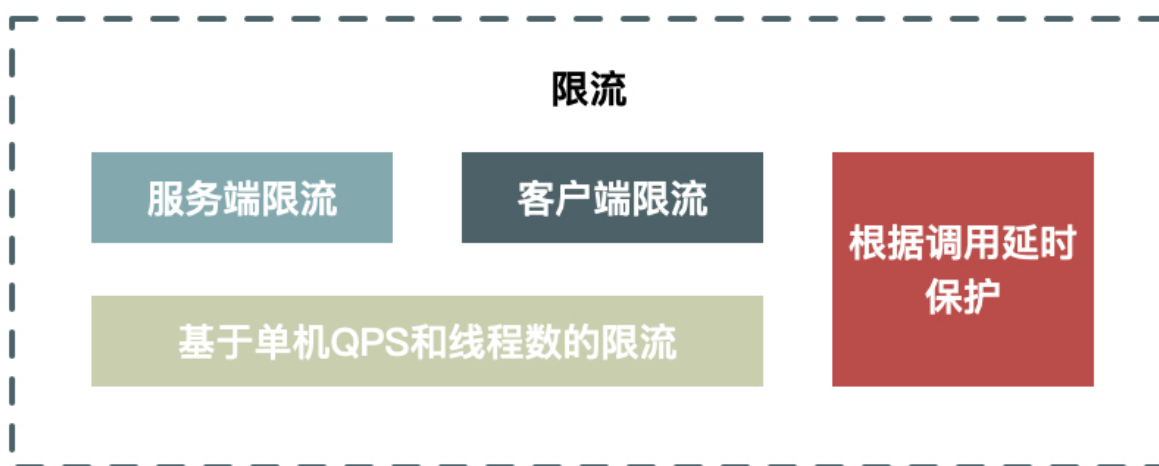 限流
服务端限流
客户端限流
根据调用延时
保护
基于单机QPS和线程数的限流